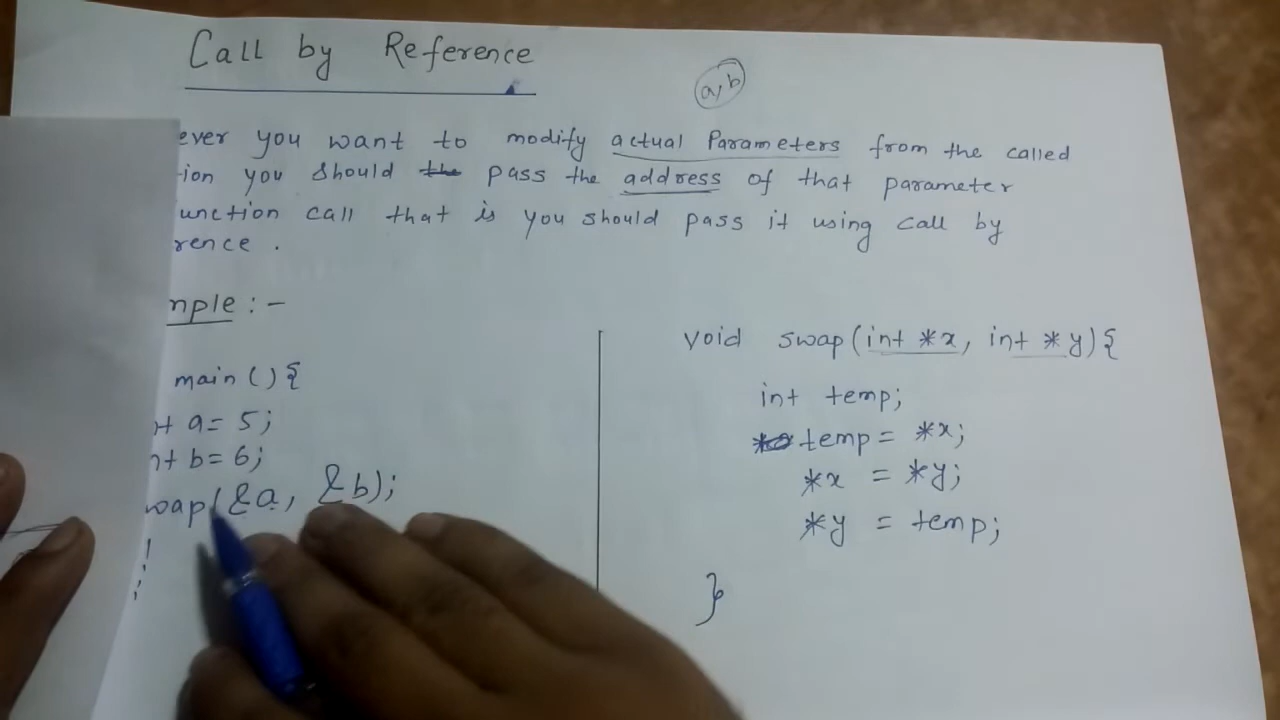 Call by Reference
a,b
ever you want to modify actual Parameters from the called
ion you should the pass the address of that parameter
unction call that is you should pass it using call by
rence .
mple : -
main () {
t a = 5;
nt b = 6;
wap(&a, &b);
void swap(int *x, int *y) {
int temp;
temp = *x;
*x = *y;
*y = temp;
}